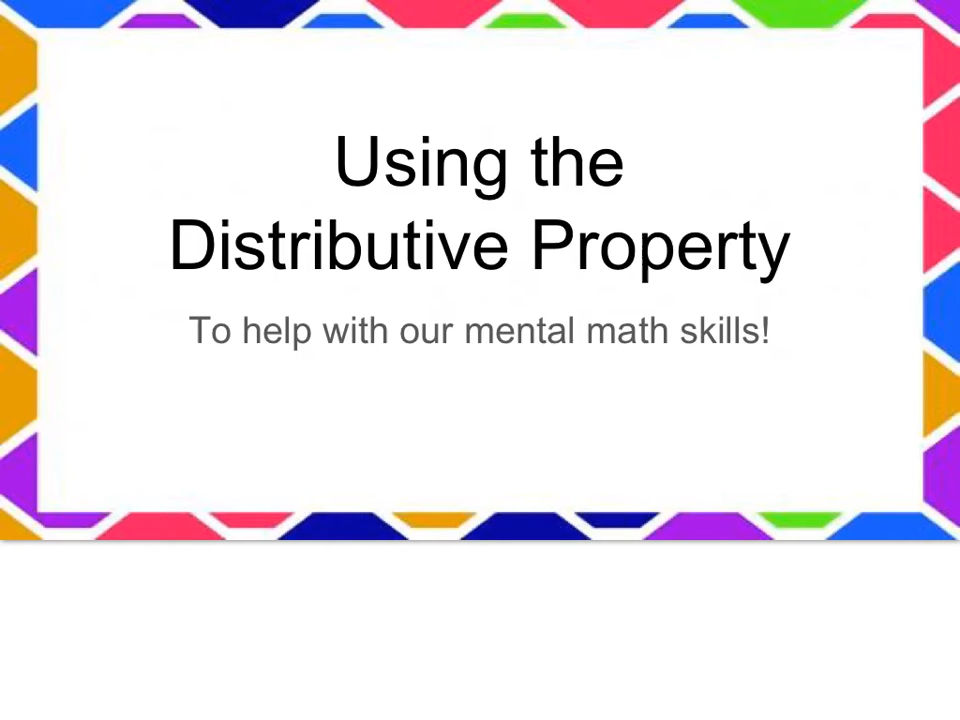 Using the
Distributive Property
To help with our mental math skills!